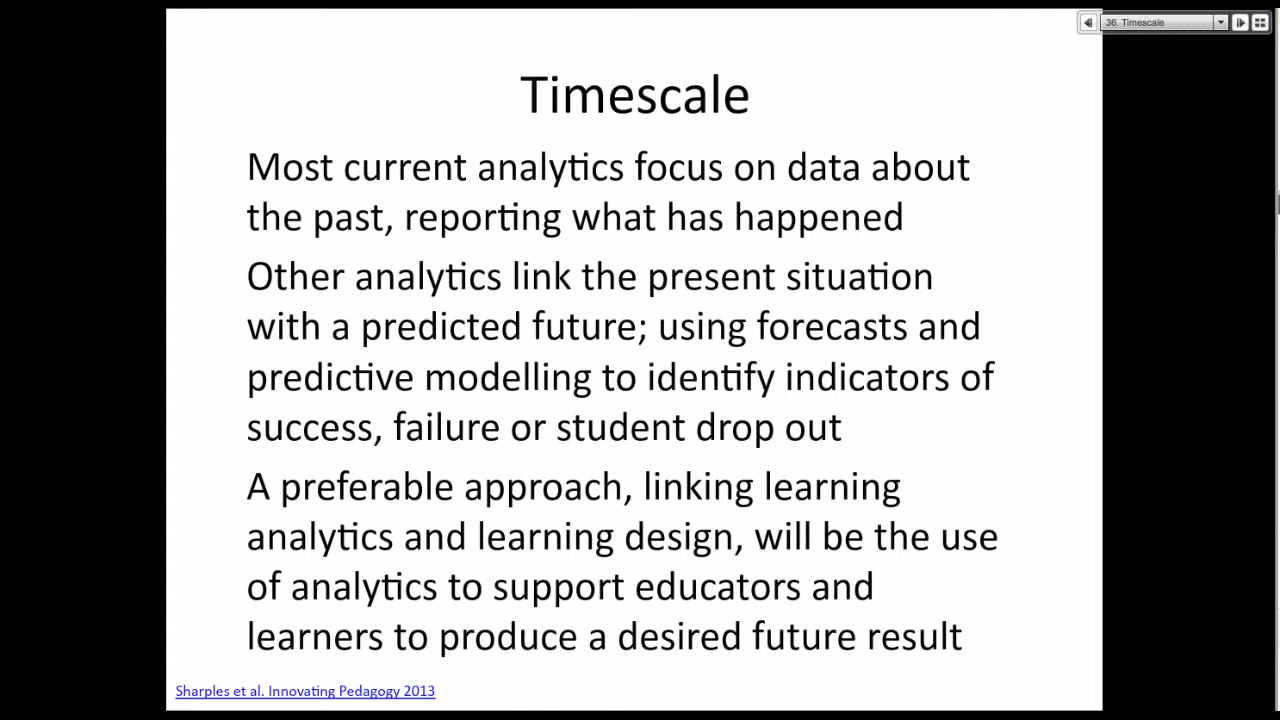 36. Timescale
Timescale
Most current analytics focus on data about
the past, reporting what has happened
Other analytics link the present situation
with a predicted future; using forecasts and
predictive modelling to identify indicators of
success, failure or student drop out
A preferable approach, linking learning
analytics and learning design, will be the use
of analytics to support educators and
learners to produce a desired future result
Sharples et al. Innovating Pedagogy 2013